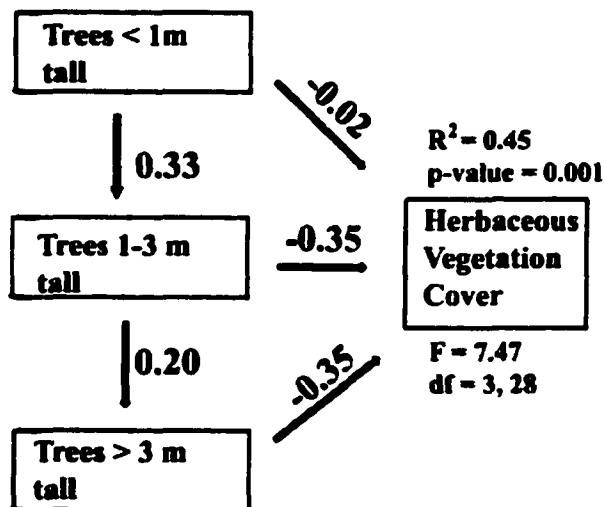 Trees < 1m
tall
-0.02
R² = 0.45
p-value = 0.001
0.33
Trees 1-3 m
tall
-0.35
Herbaceous
Vegetation
Cover
0.20
-0.35
F = 7.47
df = 3, 28
Trees > 3 m
tall